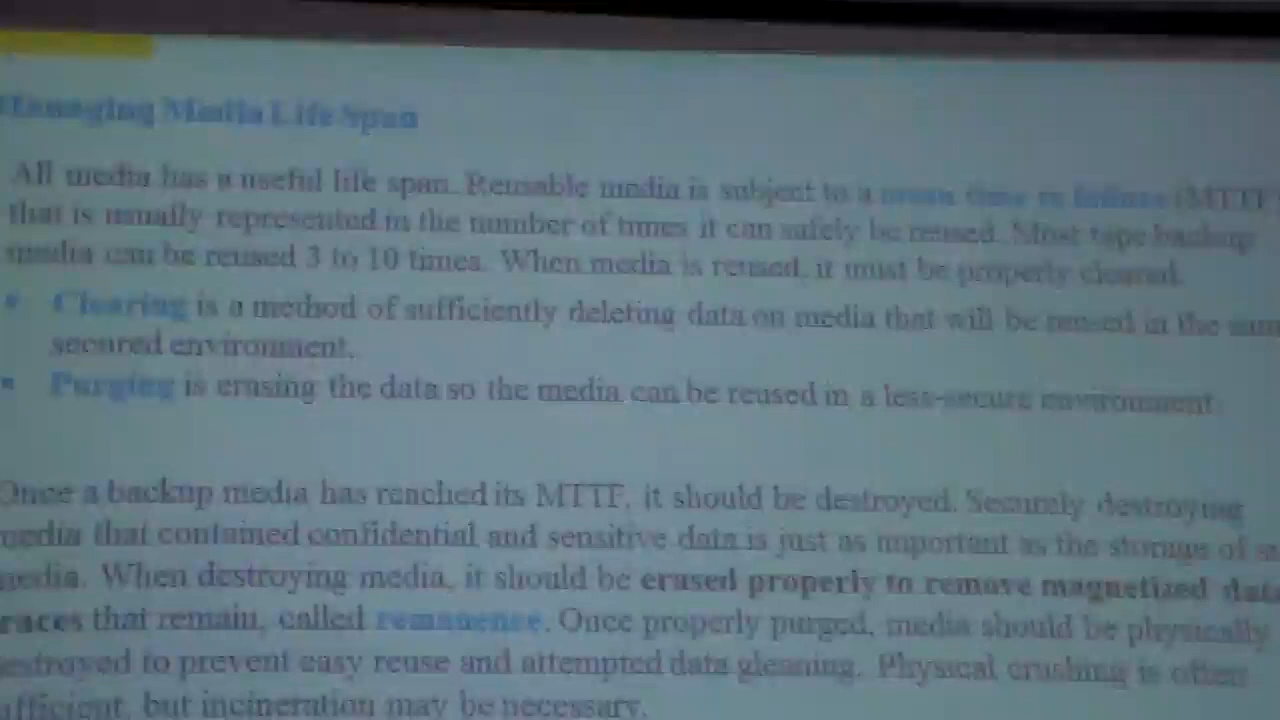 Managing Media Life Span
All media has a useful life span. Reusable media is subject to a mean time to failure (MTTF)
that is usually represented in the number of times it can safely be reused. Most tape backup
media can be reused 3 to 10 times. When media is reused, it must be properly cleared.
Clearing is a method of sufficiently deleting data on media that will be reused in the
secured environment.
Purging is erasing the data so the media can be reused in a less-secure environment.
Once a backup media has reached its MTTF, it should be destroyed. Securely destroying
media that contained confidential and sensitive data is just as important as the storage of
media. When destroying media, it should be erased properly to remove magnetized data
races that remain, called remanence. Once properly purged, media should be physically
estroyed to prevent easy reuse and attempted data gleaning. Physical crushing is often
ufficient, but incineration may be necessary.